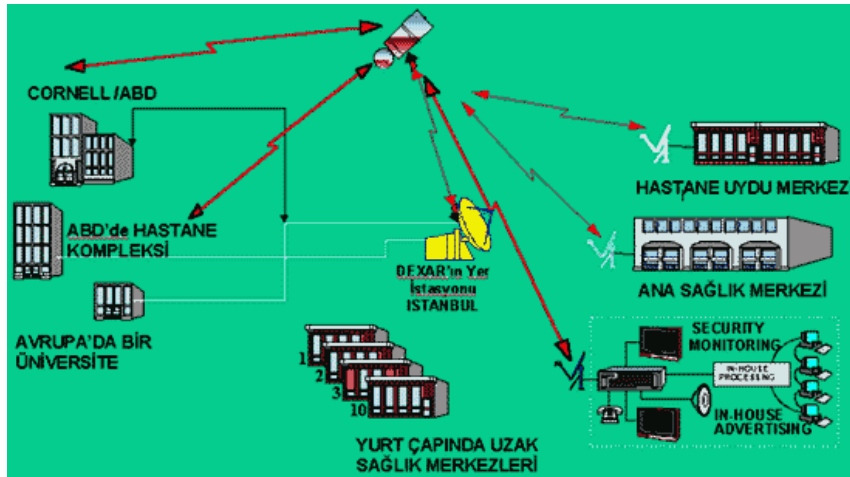 CORNELL /ABD
ABD'de HASTANE
KOMPLEKSİ
AVRUPA'DA BİR
ÜNİVERSİTE
DEXAR'ın Yer
İstasyonu
ISTANBUL
HASTANE UYDU MERKEZ
ANA SAĞLIK MERKEZİ
SECURITY
MONITORING
IN-HOUSE
PROCESSING
IN-HOUSE
ADVERTISING
1
2
3
10
YURT ÇAPINDA UZAK
SAĞLIK MERKEZLERİ